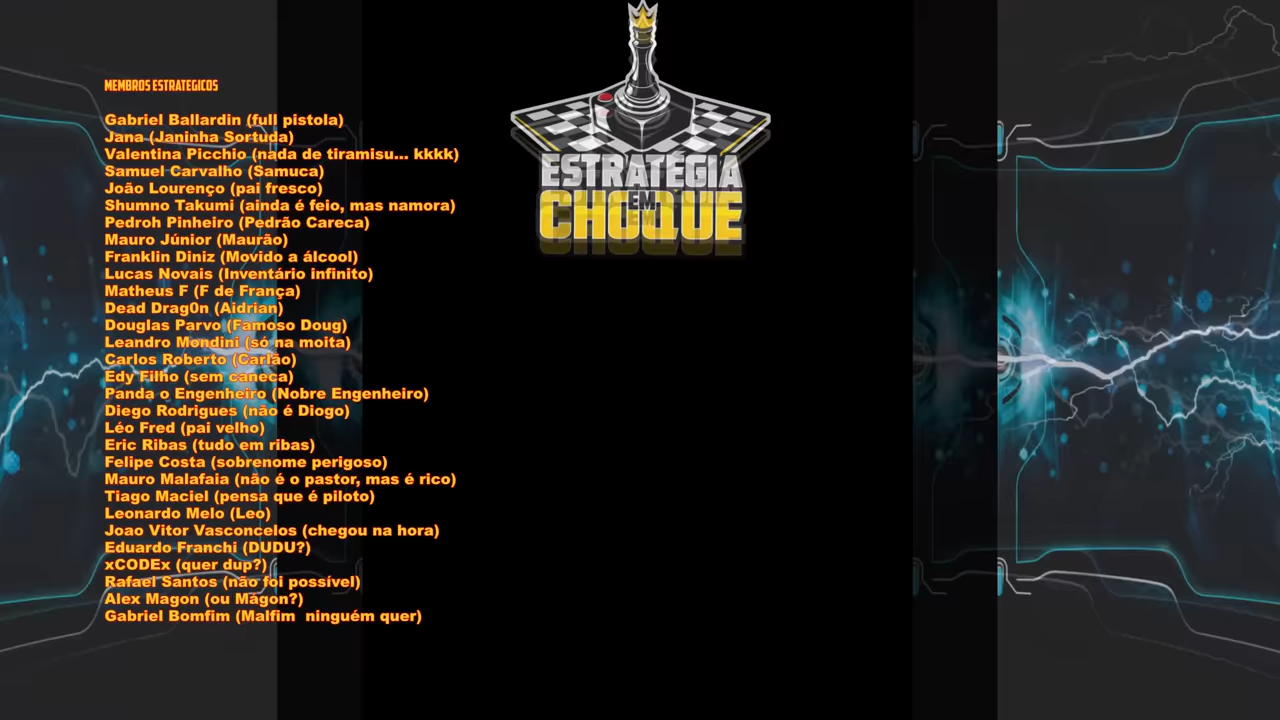 MEMBROS ESTRATEGICOS
Gabriel Ballardin (full pistola)
Jana (Janinha Sortuda)
Valentina Picchio (nada de tiramisu... kkkk)
Samuel Carvalho (Samuca)
João Lourenço (pai fresco)
Shumno Takumi (ainda é feio, mas namora)
Pedroh Pinheiro (Pedrão Careca)
Mauro Júnior (Maurão)
Franklin Diniz (Movido a álcool)
Lucas Novais (Inventário infinito)
Matheus F (F de França)
Dead Drag0n (Aidrian)
Douglas Parvo (Famoso Doug)
Leandro Mondini (só na moita)
Carlos Roberto (Carlão)
Edy Filho (sem caneca)
Panda o Engenheiro (Nobre Engenheiro)
Diego Rodrigues (não é Diogo)
Léo Fred (pai velho)
Eric Ribas (tudo em ribas)
Felipe Costa (sobrenome perigoso)
Mauro Malafaia (não é o pastor, mas é rico)
Tiago Maciel (pensa que é piloto)
Leonardo Melo (Leo)
Joao Vitor Vasconcelos (chegou na hora)
Eduardo Franchi (DUDU?)
xCODEx (quer dup?)
Rafael Santos (não foi possível)
Alex Magon (ou Mágon?)
Gabriel Bomfim (Malfim  ninguém quer)
ESTRATÉGIA
EM
CHOQUE